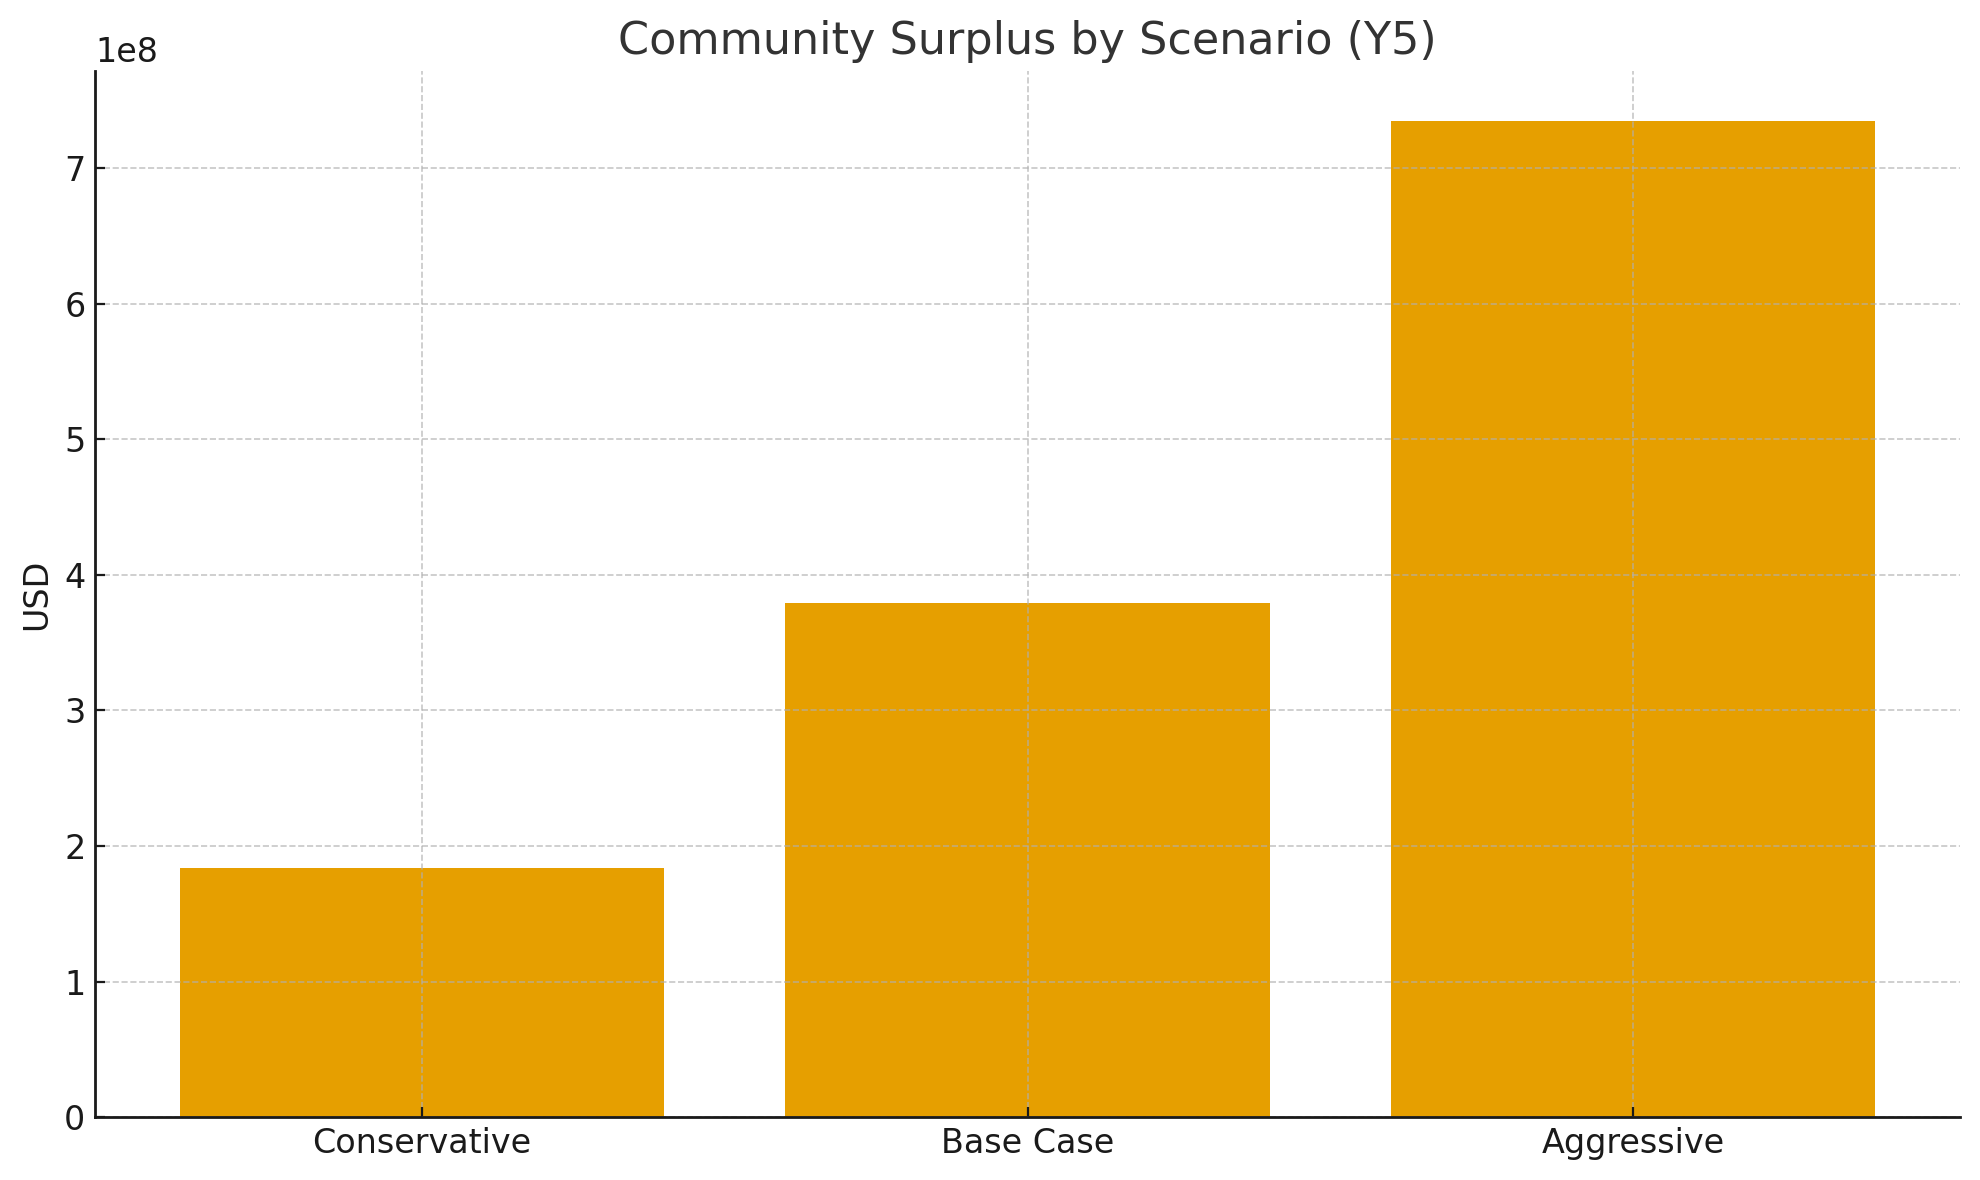 Community Surplus by Scenario (Y5)
1e8
7
6
5
4
3
2
1
0
USD
Conservative
Base Case
Aggressive